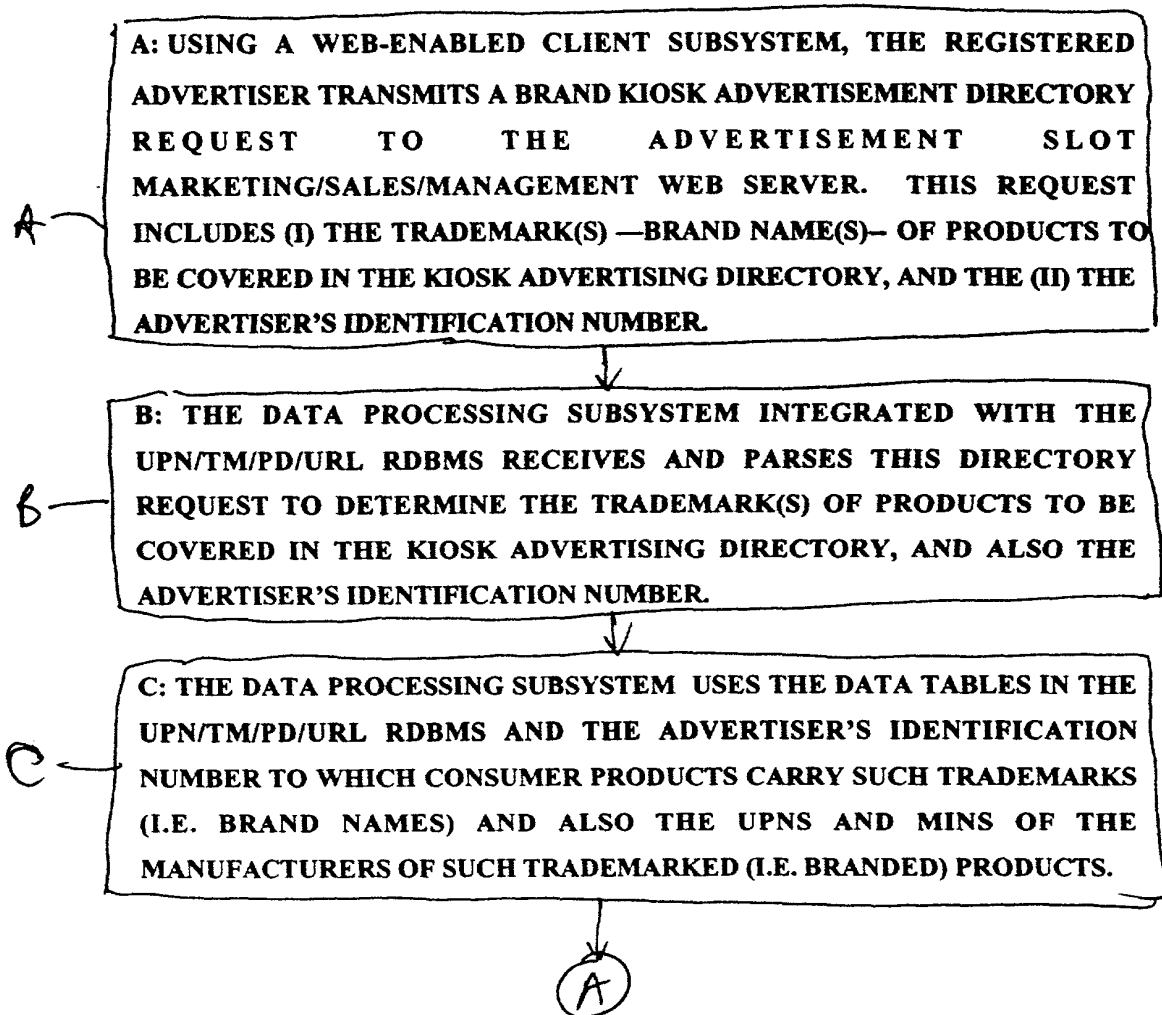 A: USING A WEB-ENABLED CLIENT SUBSYSTEM, THE REGISTERED
ADVERTISER TRANSMITS A BRAND KIOSK ADVERTISEMENT DIRECTORY
REQUEST TO THE ADVERTISEMENT SLOT
MARKETING/SALES/MANAGEMENT WEB SERVER. THIS REQUEST
A
INCLUDES (I) THE TRADEMARK(S) —BRAND NAME(S)– OF PRODUCTS TO
BE COVERED IN THE KIOSK ADVERTISING DIRECTORY, AND THE (II) THE
ADVERTISER'S IDENTIFICATION NUMBER.
B: THE DATA PROCESSING SUBSYSTEM INTEGRATED WITH THE
UPN/TM/PD/URL RDBMS RECEIVES AND PARSES THIS DIRECTORY
B
REQUEST TO DETERMINE THE TRADEMARK(S) OF PRODUCTS TO BE
COVERED IN THE KIOSK ADVERTISING DIRECTORY, AND ALSO THE
ADVERTISER'S IDENTIFICATION NUMBER.
C: THE DATA PROCESSING SUBSYSTEM USES THE DATA TABLES IN THE
UPN/TM/PD/URL RDBMS AND THE ADVERTISER'S IDENTIFICATION
C
NUMBER TO WHICH CONSUMER PRODUCTS CARRY SUCH TRADEMARKS
(I.E. BRAND NAMES) AND ALSO THE UPNS AND MINS OF THE
MANUFACTURERS OF SUCH TRADEMARKED (I.E. BRANDED) PRODUCTS.
A